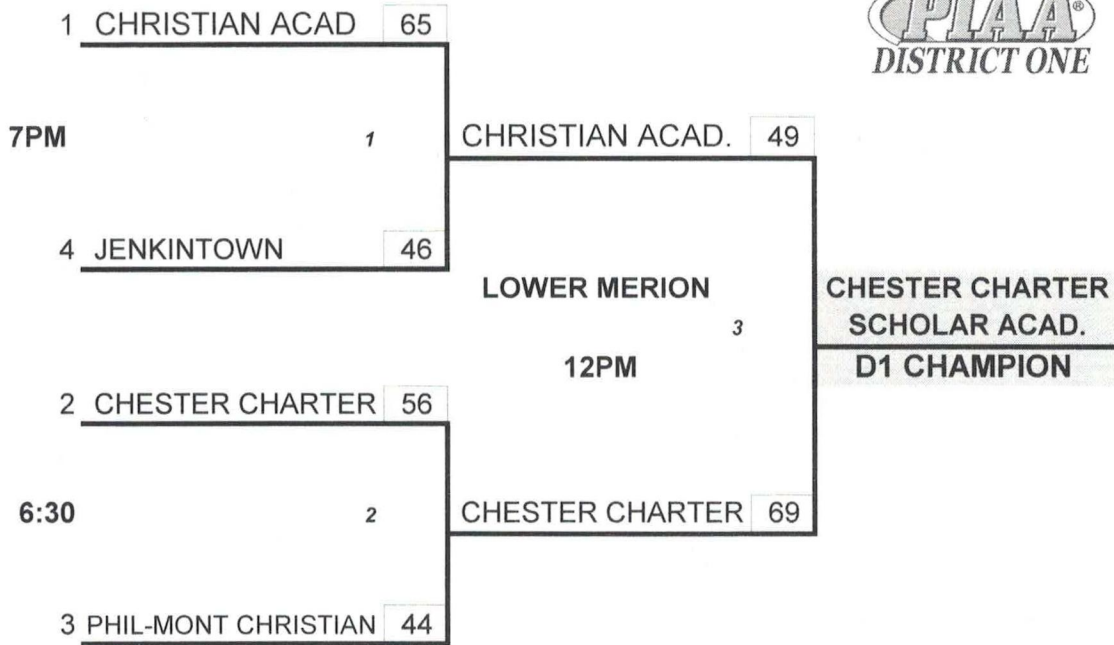 1 CHRISTIAN ACAD 65
PIAA®
DISTRICT ONE
7PM
1
CHRISTIAN ACAD. 49
4 JENKINTOWN 46
LOWER MERION
3
12PM
CHESTER CHARTER
SCHOLAR ACAD.
D1 CHAMPION
2 CHESTER CHARTER 56
6:30
2
CHESTER CHARTER 69
3 PHIL-MONT CHRISTIAN 44